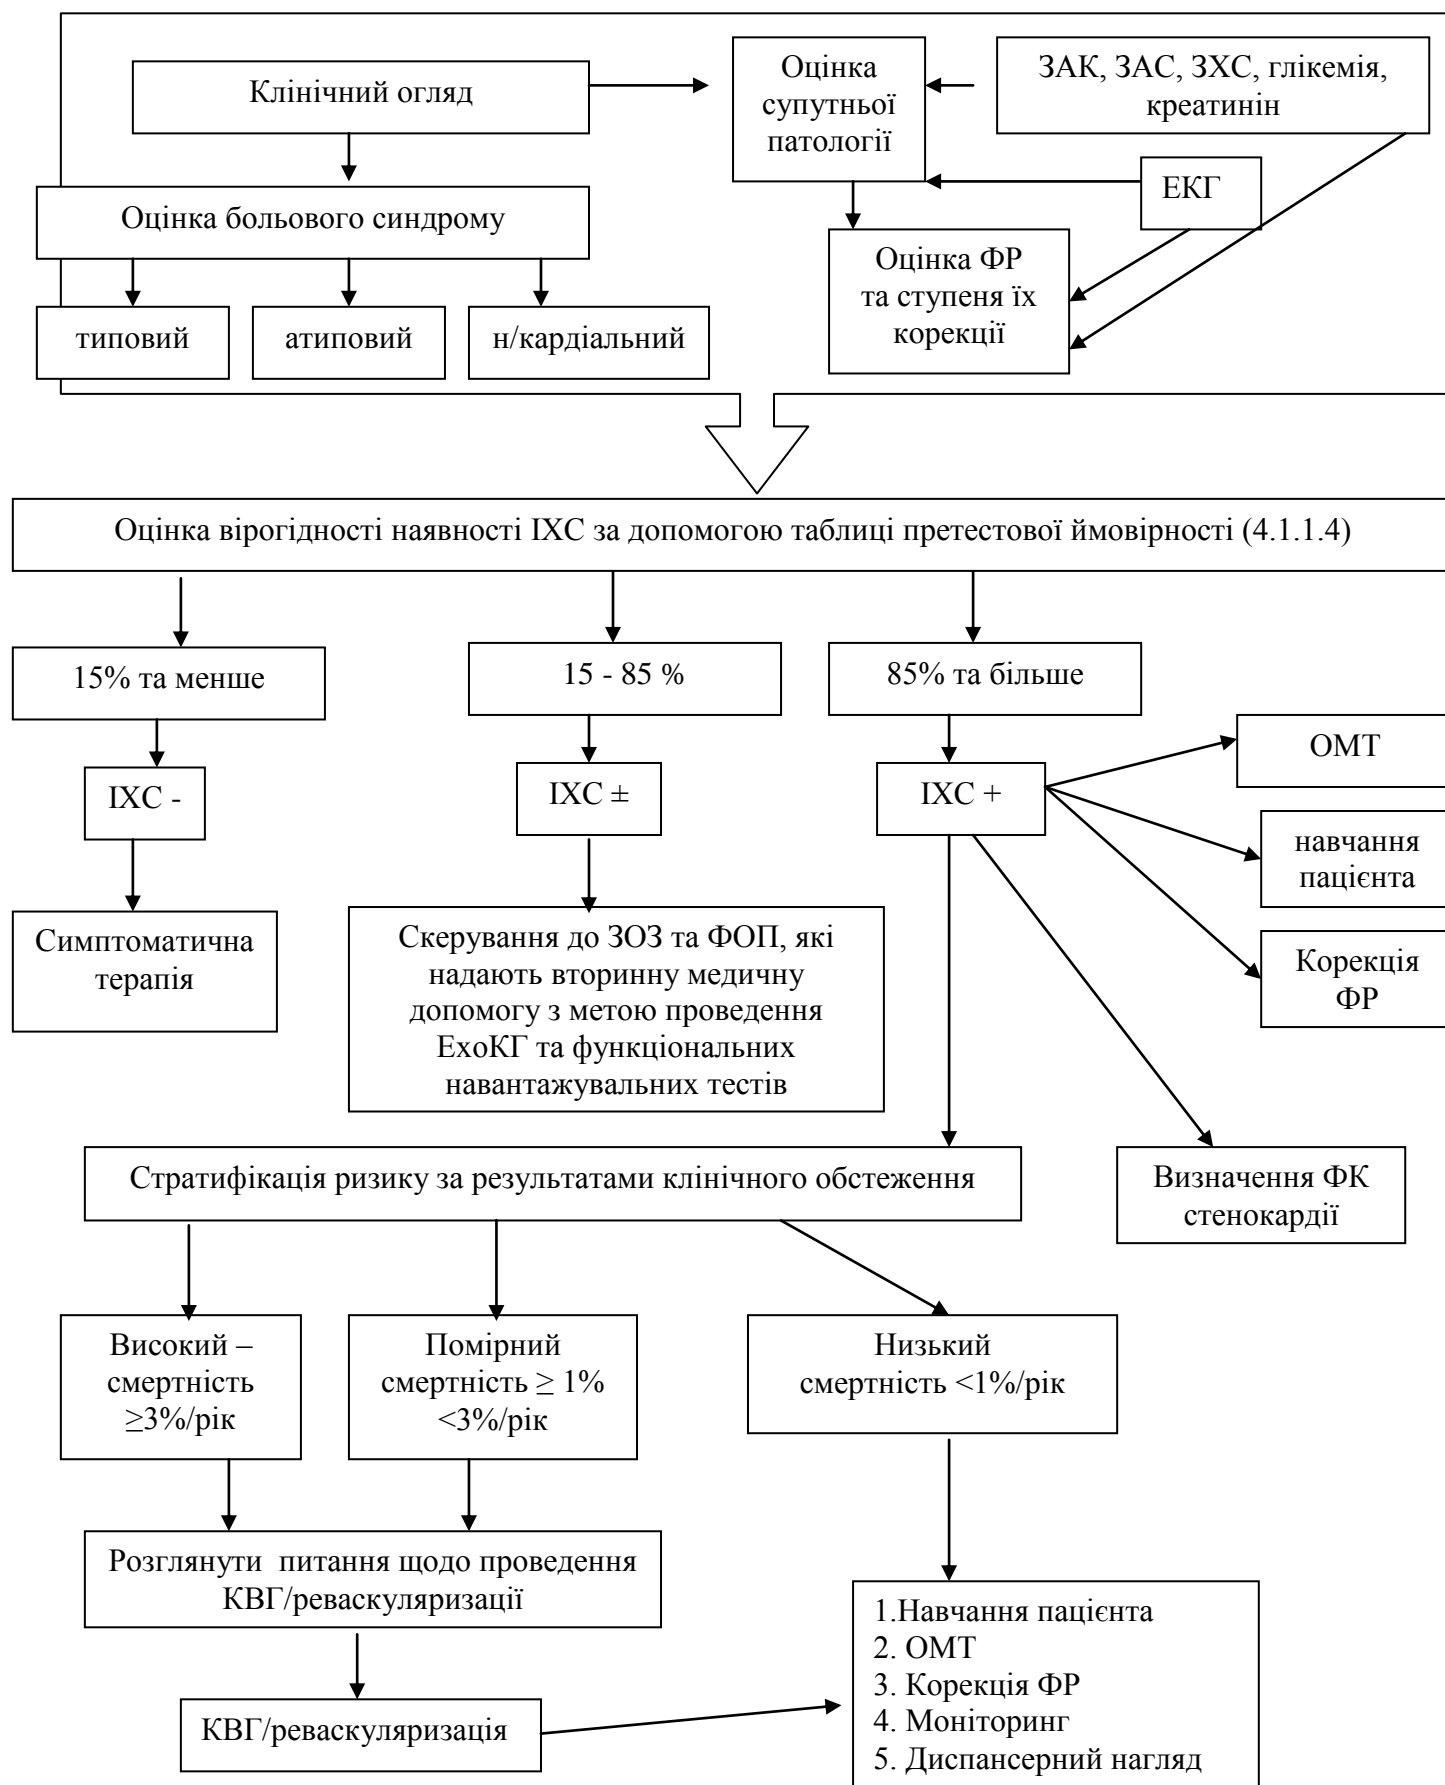 Клінічний огляд
Оцінка
супутньої
патології
ЗАК, ЗАС, ЗХС, глікемія,
креатинін
ЕКГ
Оцінка больового синдрому
Оцінка ФР
та ступеня їх
корекції
типовий
атиповий
н/кардіальний
Оцінка вірогідності наявності ІХС за допомогою таблиці претестової ймовірності (4.1.1.4)
15% та менше
15 - 85 %
85% та більше
ІХС -
ІХС ±
ІХС +
ОМТ
навчання
пацієнта
Корекція
ФР
Симптоматична
терапія
Скерування до ЗОЗ та ФОП, які
надають вторинну медичну
допомогу з метою проведення
ЕхоКГ та функціональних
навантажувальних тестів
Стратифікація ризику за результатами клінічного обстеження
Визначення ФК
стенокардії
Високий –
смертність
≥3%/рік
Помірний
смертність ≥ 1%
<3%/рік
Низький
смертність <1%/рік
Розглянути питання щодо проведення
КВГ/реваскуляризації
КВГ/реваскуляризація
1.Навчання пацієнта
2. ОМТ
3. Корекція ФР
4. Моніторинг
5. Диспансерний нагляд